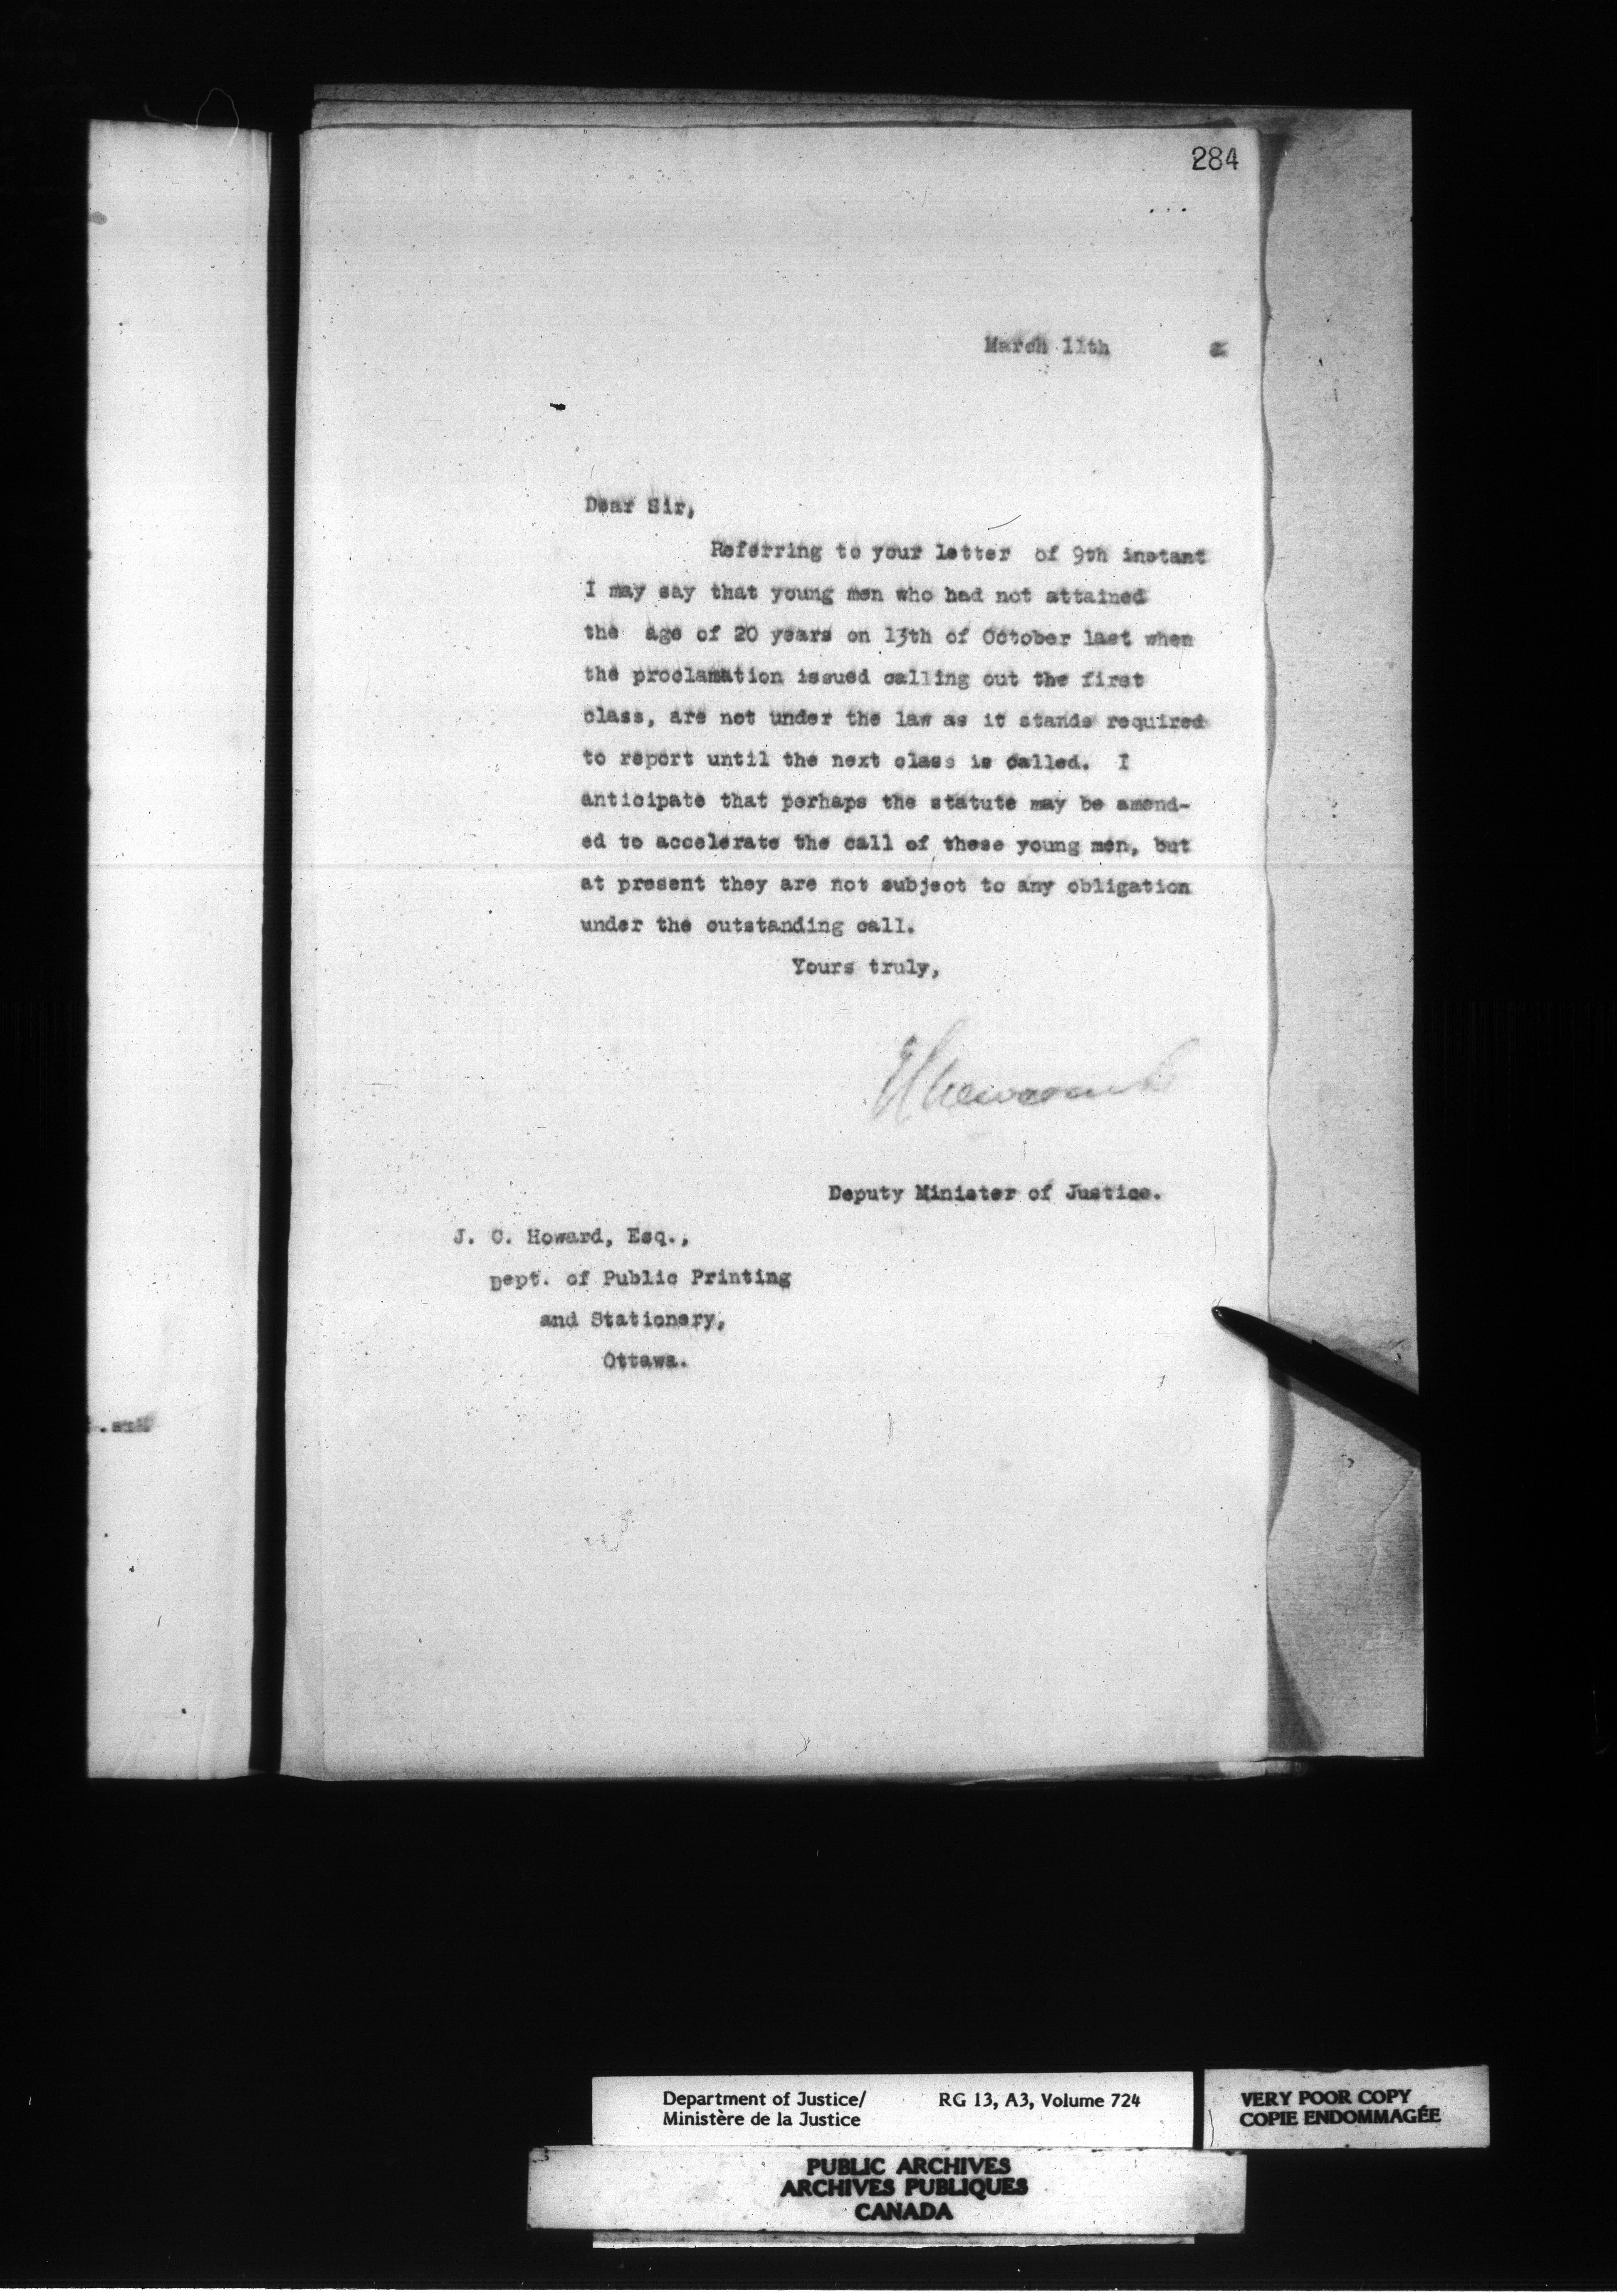 284
March 11th
Dear Sir,
Referring to your letter of 9th instant
I may say that young men who had not attained
the age of 20 years on 13th of October last when
the proclamation issued calling out the first
class, are not under the law as it stands required
to report until the next class is called. I
anticipate that perhaps the statute may be amend-
ed to accelerate the call of these young men, but
at present they are not subject to any obligation
under the outstanding call.
Yours truly,
Deputy Minister of Justice.
J. C. Howard, Esq.,
Dept. of Public Printing
and Stationery,
Ottawa.
Department of Justice/
Ministère de la Justice
RG 13, A3, Volume 724
VERY POOR COPY
COPIE ENDOMMAGÉE
PUBLIC ARCHIVES
ARCHIVES PUBLIQUES
CANADA